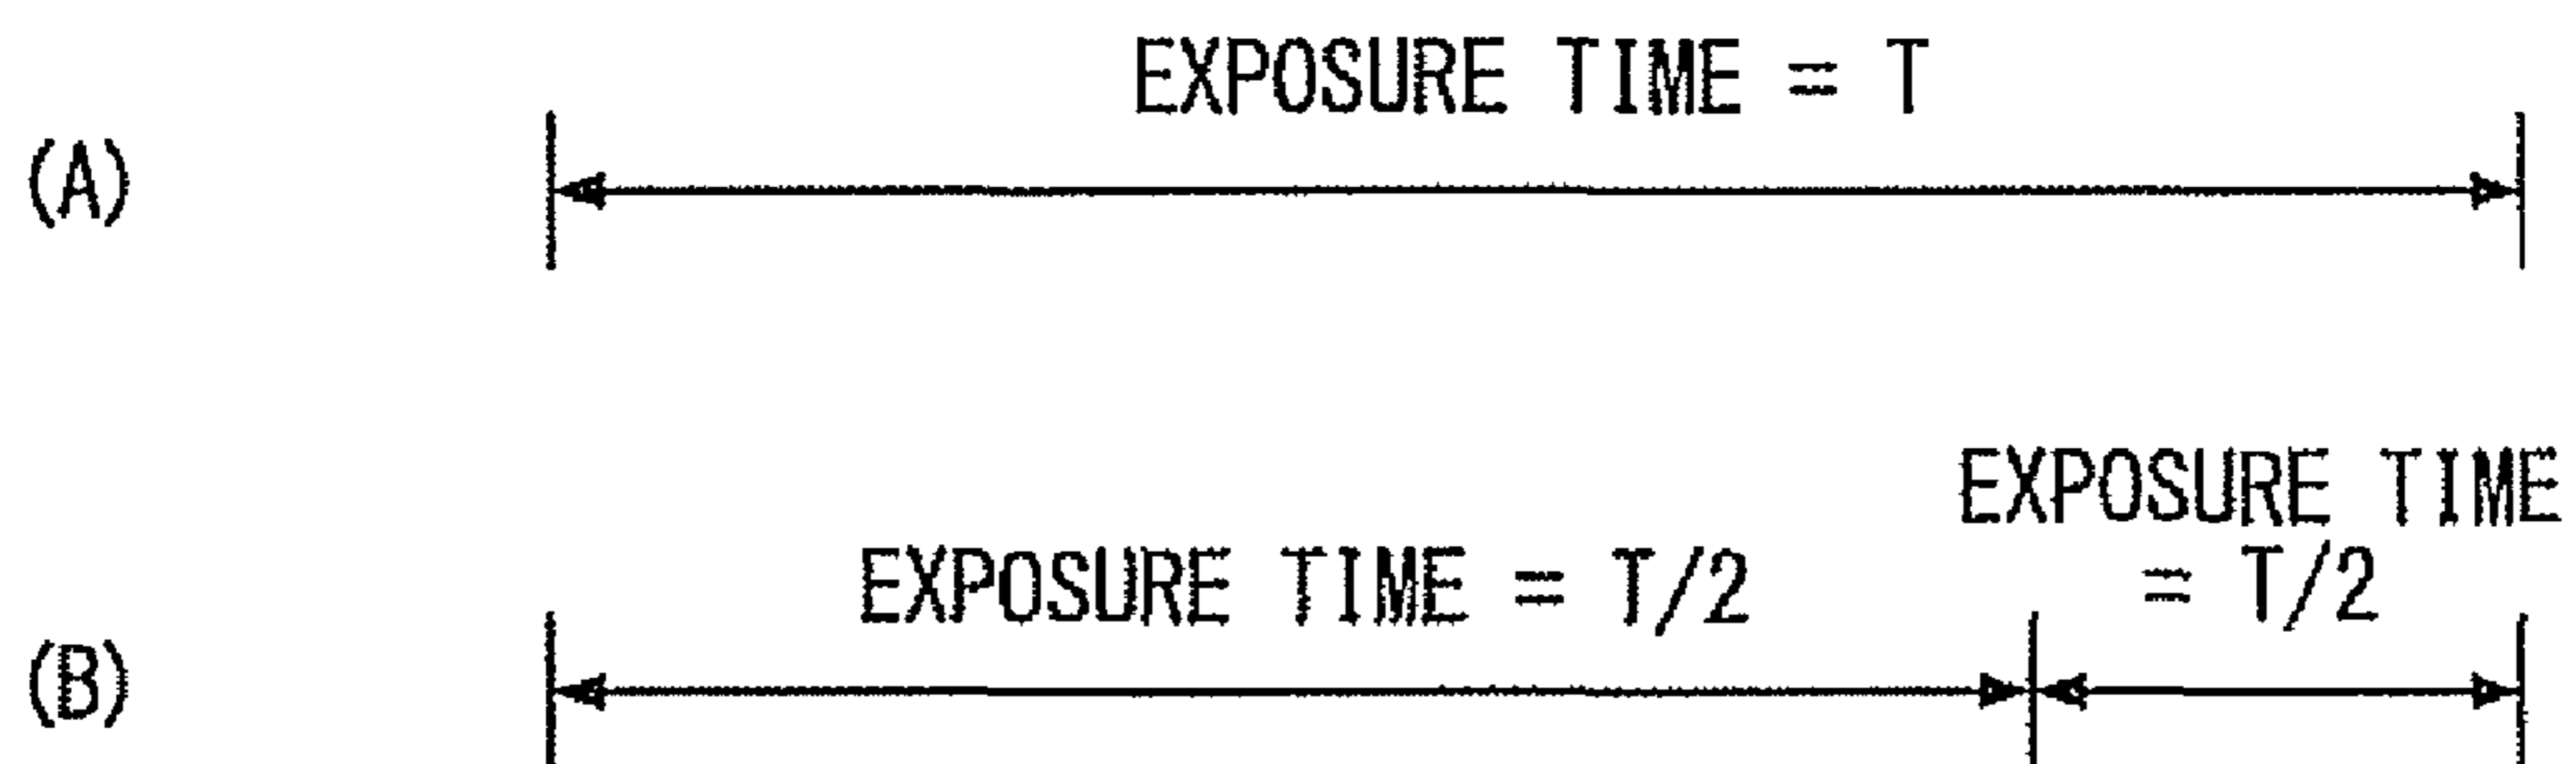 EXPOSURE TIME = T
(A)
EXPOSURE TIME
= T/2
EXPOSURE TIME = T/2
(B)